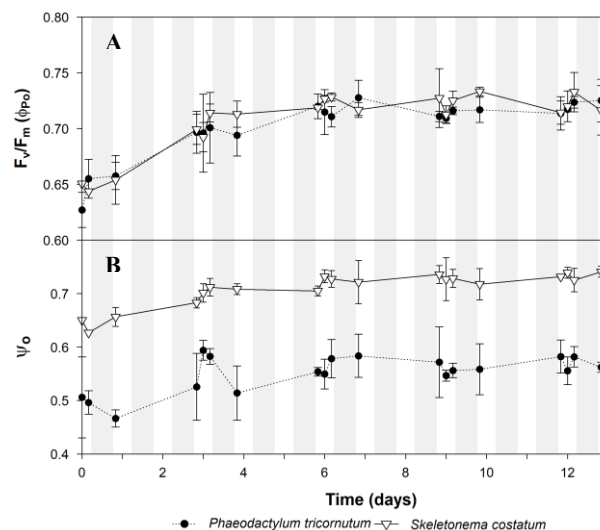 A
0.80
0.75
0.70
0.65
0.60
Fv/Fm (ϕPo)
B
0.7
0.6
0.5
0.4
ψo
0 2 4 6 8 10 12
Time (days)
Phaeodactylum tricornutum Skeletonema costatum